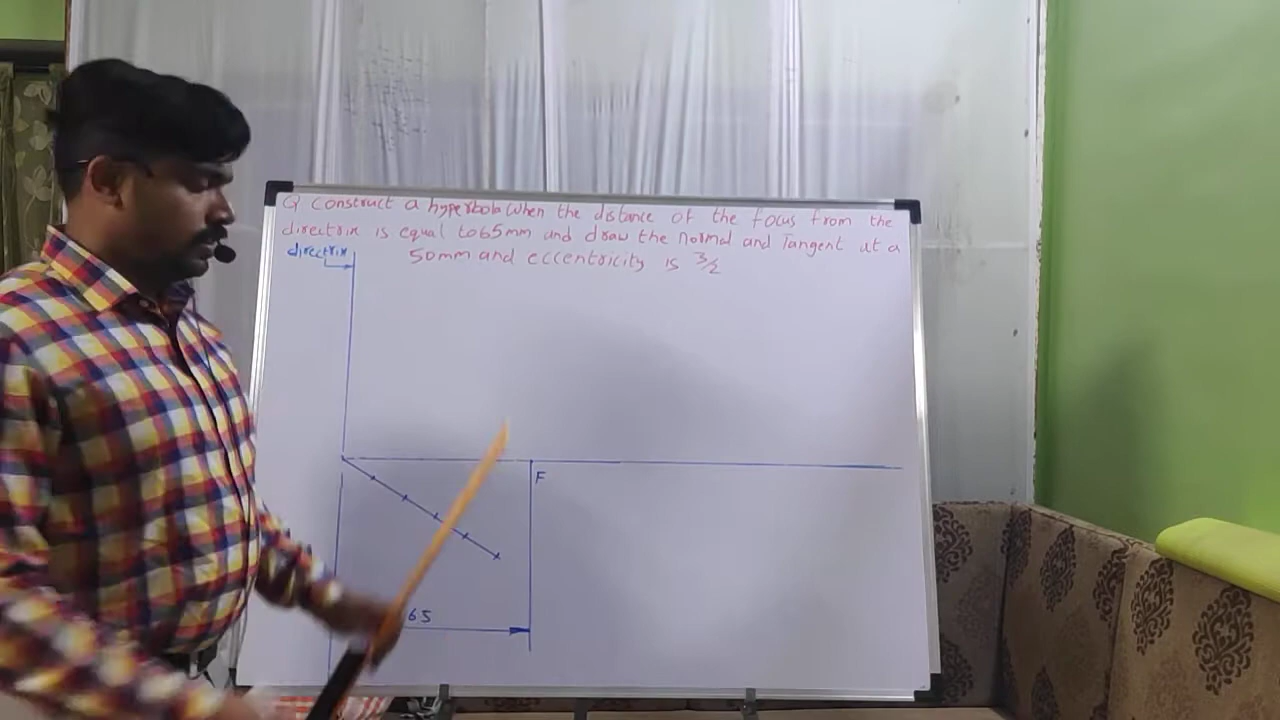 Q construct a hyperbola when the distance of the focus from the
directrix is equal to 65mm and draw the normal and Tangent at a
50mm and eccentricity is 3/2
directrix
F
65